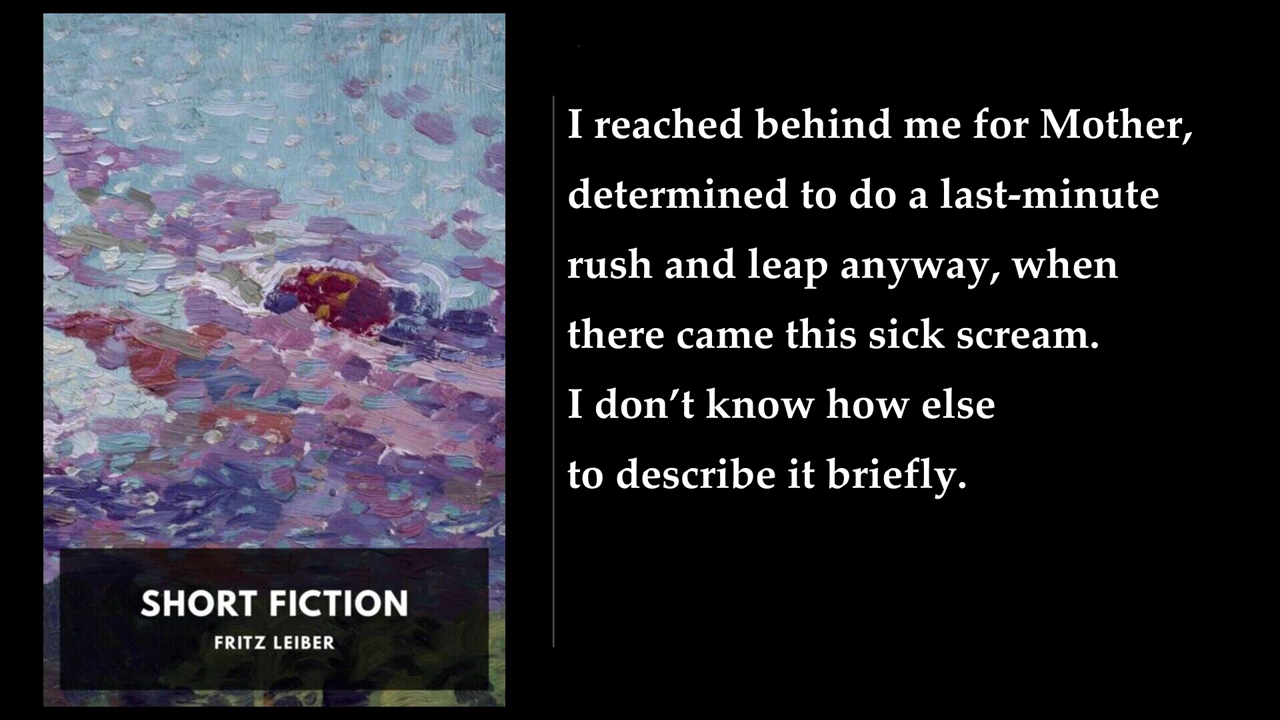 I reached behind me for Mother,
determined to do a last-minute
rush and leap anyway, when
there came this sick scream.
I don’t know how else
to describe it briefly.
SHORT FICTION
FRITZ LEIBER